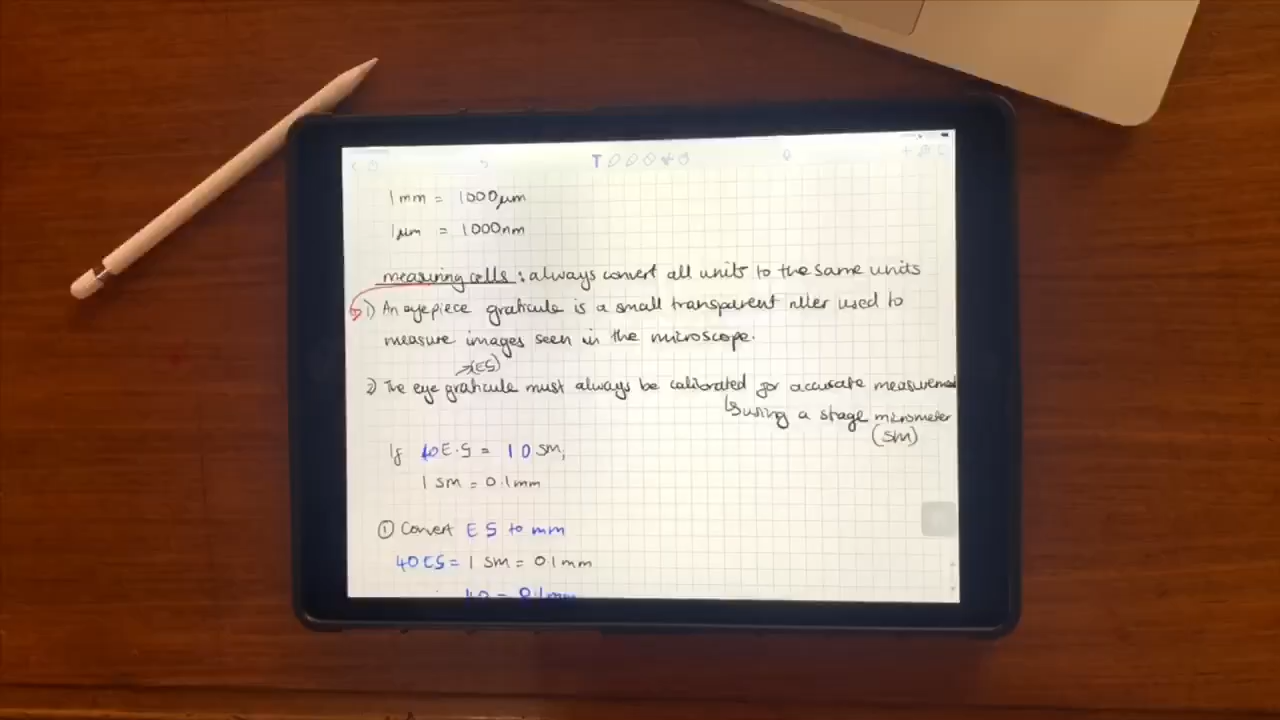 1mm = 1000μm
1μm = 1000nm
measuring cells : always convert all units to the same units
1) An eyepiece graticule is a small transparent ruler used to
measure images seen in the microscope.
→(ES)
2) The eye graticule must always be calibrated for accurate measurement
↳ using a stage micrometer
(SM)
If 40E.S = 10 SM,
1 SM = 0.1mm
① Convert ES to mm
40ES = 1 SM = 0.1mm
40 = 0.1mm